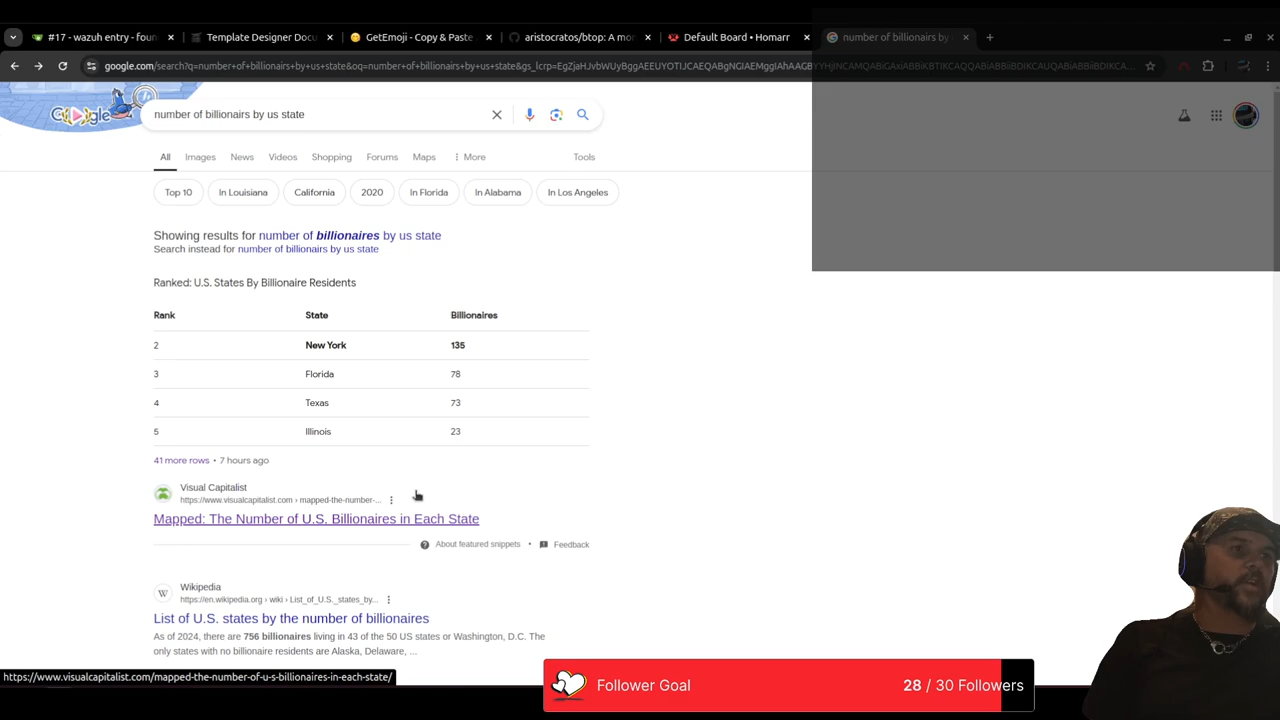 #17 - wazuh entry - foun
Template Designer Docu
GetEmoji - Copy & Paste
aristocratos/btop: A mon
Default Board • Homarr
number of billionairs by
google.com/search?q=number+of+billionairs+by+us+state&oq=number+of+billionairs+by+us+state&gs_lcrp=
number of billionairs by us state
All Images News Videos Shopping Forums Maps More Tools
Top 10 In Louisiana California 2020 In Florida In Alabama In Los Angeles
Showing results for number of billionaires by us state
Search instead for number of billionairs by us state
Ranked: U.S. States By Billionaire Residents
Rank State Billionaires
2 New York 135
3 Florida 78
4 Texas 73
5 Illinois 23
41 more rows • 7 hours ago
Visual Capitalist
https://www.visualcapitalist.com › mapped-the-number-...
Mapped: The Number of U.S. Billionaires in Each State
About featured snippets • Feedback
W
Wikipedia
https://en.wikipedia.org › wiki › List_of_U.S._states_by...
List of U.S. states by the number of billionaires
As of 2024, there are 756 billionaires living in 43 of the 50 US states or Washington, D.C. The
only states with no billionaire residents are Alaska, Delaware, ...
https://www.visualcapitalist.com/mapped-the-number-of-u-s-billionaires-in-each-state/
Follower Goal 28 / 30 Followers